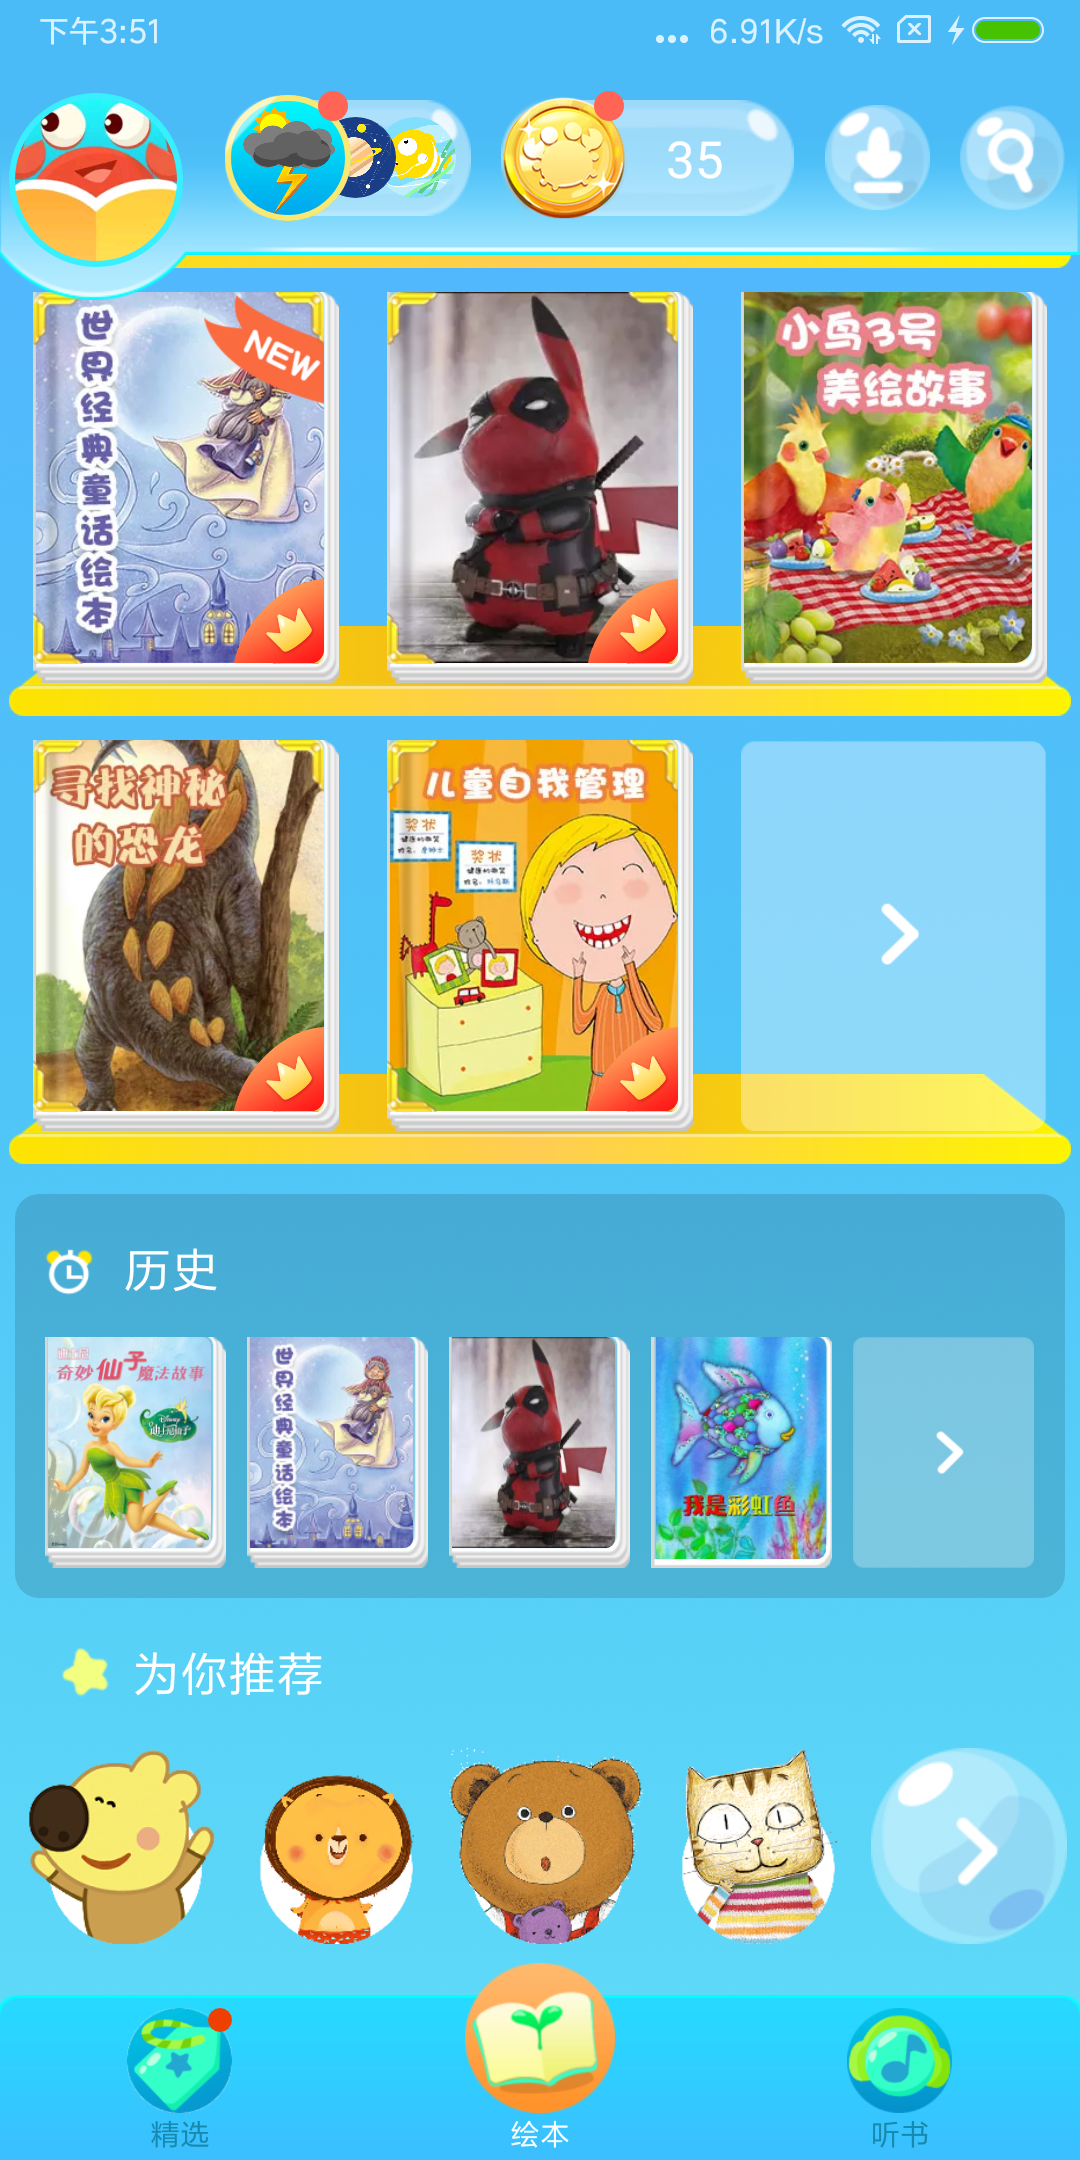 下午3:51
6.91K/s
35
世界经典童话绘本
NEW
小鸟3号
美绘故事
寻找神秘
的恐龙
儿童自我管理
奖状
奖状
历史
奇妙仙子魔法故事
Disney
迪士尼仙子
世界经典童话绘本
我是彩虹鱼
为你推荐
精选
绘本
听书